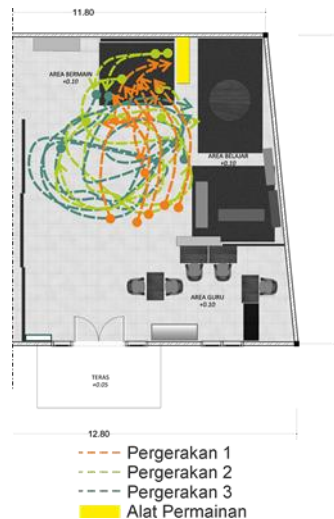 11.80
AREA BERMAIN
+0.10
AREA BELAJAR
+0.10
AREA GURU
+0.10
TERAS
+0.05
12.80
Pergerakan 1
Pergerakan 2
Pergerakan 3
Alat Permainan